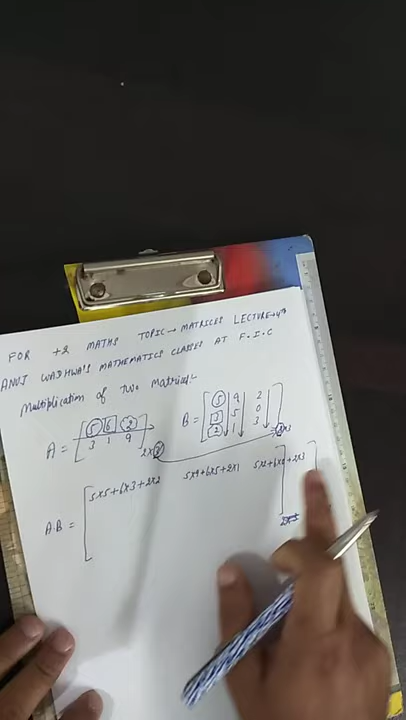 FOR +2 MATHS TOPIC → MATRICES LECTURE → 4th
ANUJ WADHWA'S MATHEMATICS CLASSES AT F.I.C
Multiplication of Two Matrices:-
A = [ 5 6 2
3 1 9 ] 2×3
B = [ 5 9 2
3 5 0
2 1 3 ] 3×3
A·B = [ 5×5+6×3+2×2 5×9+6×5+2×1 5×2+6×0+2×3 ]